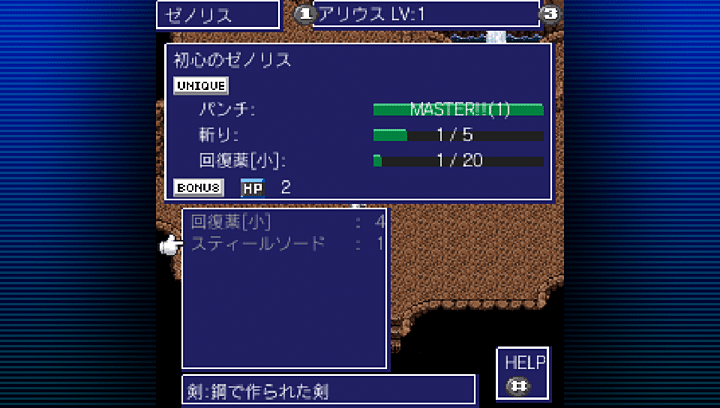 ゼノリス
1 アリウス LV:1 3
初心のゼノリス
UNIQUE
パンチ: MASTER!!(1)
斬り: 1 / 5
回復薬[小]: 1 / 20
BONUS HP 2
回復薬[小] : 4
スティールソード : 1
剣:鋼で作られた剣
HELP
#